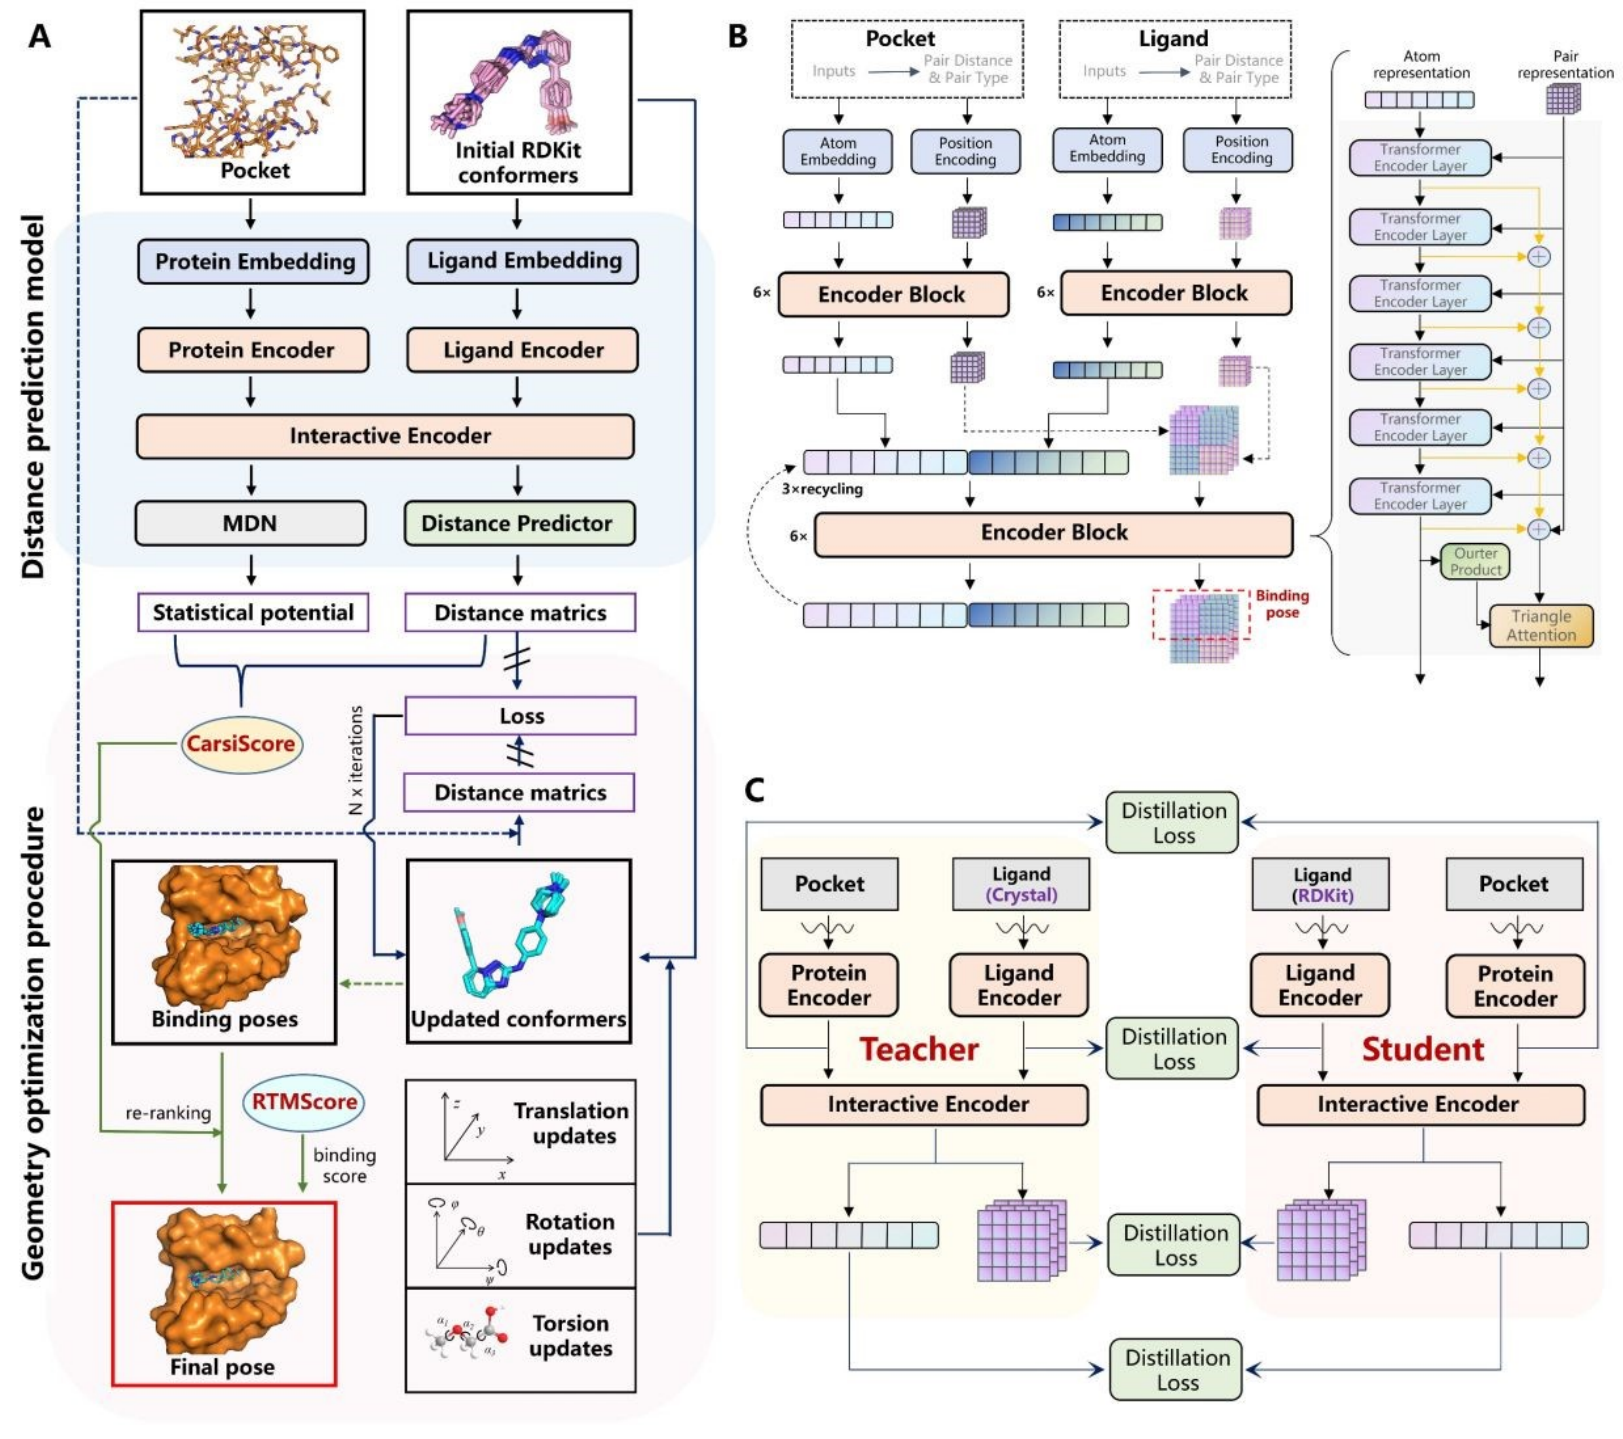 A
Distance prediction model
Geometry optimization procedure
Pocket
Initial RDKit
conformers
Protein Embedding
Ligand Embedding
Protein Encoder
Ligand Encoder
Interactive Encoder
MDN
Distance Predictor
Statistical potential
Distance matrics
CarsiScore
Loss
N x iterations
Distance matrics
Binding poses
Updated conformers
re-ranking
RTMScore
binding
score
Final pose
z
y
x
Translation
updates
φ
θ
ψ
Rotation
updates
α1
α2
α3
Torsion
updates
B
Pocket
Inputs
Pair Distance
& Pair Type
Ligand
Inputs
Pair Distance
& Pair Type
Atom
Embedding
Position
Encoding
Atom
Embedding
Position
Encoding
6×
Encoder Block
6×
Encoder Block
3×recycling
6×
Encoder Block
Binding
pose
Atom
representation
Pair
representation
Transformer
Encoder Layer
Transformer
Encoder Layer
+
Transformer
Encoder Layer
+
Transformer
Encoder Layer
+
Transformer
Encoder Layer
+
Transformer
Encoder Layer
+
Ourter
Product
Triangle
Attention
C
Distillation
Loss
Pocket
Ligand
(Crystal)
Ligand
(RDKit)
Pocket
Protein
Encoder
Ligand
Encoder
Ligand
Encoder
Protein
Encoder
Teacher
Distillation
Loss
Student
Interactive Encoder
Interactive Encoder
Distillation
Loss
Distillation
Loss